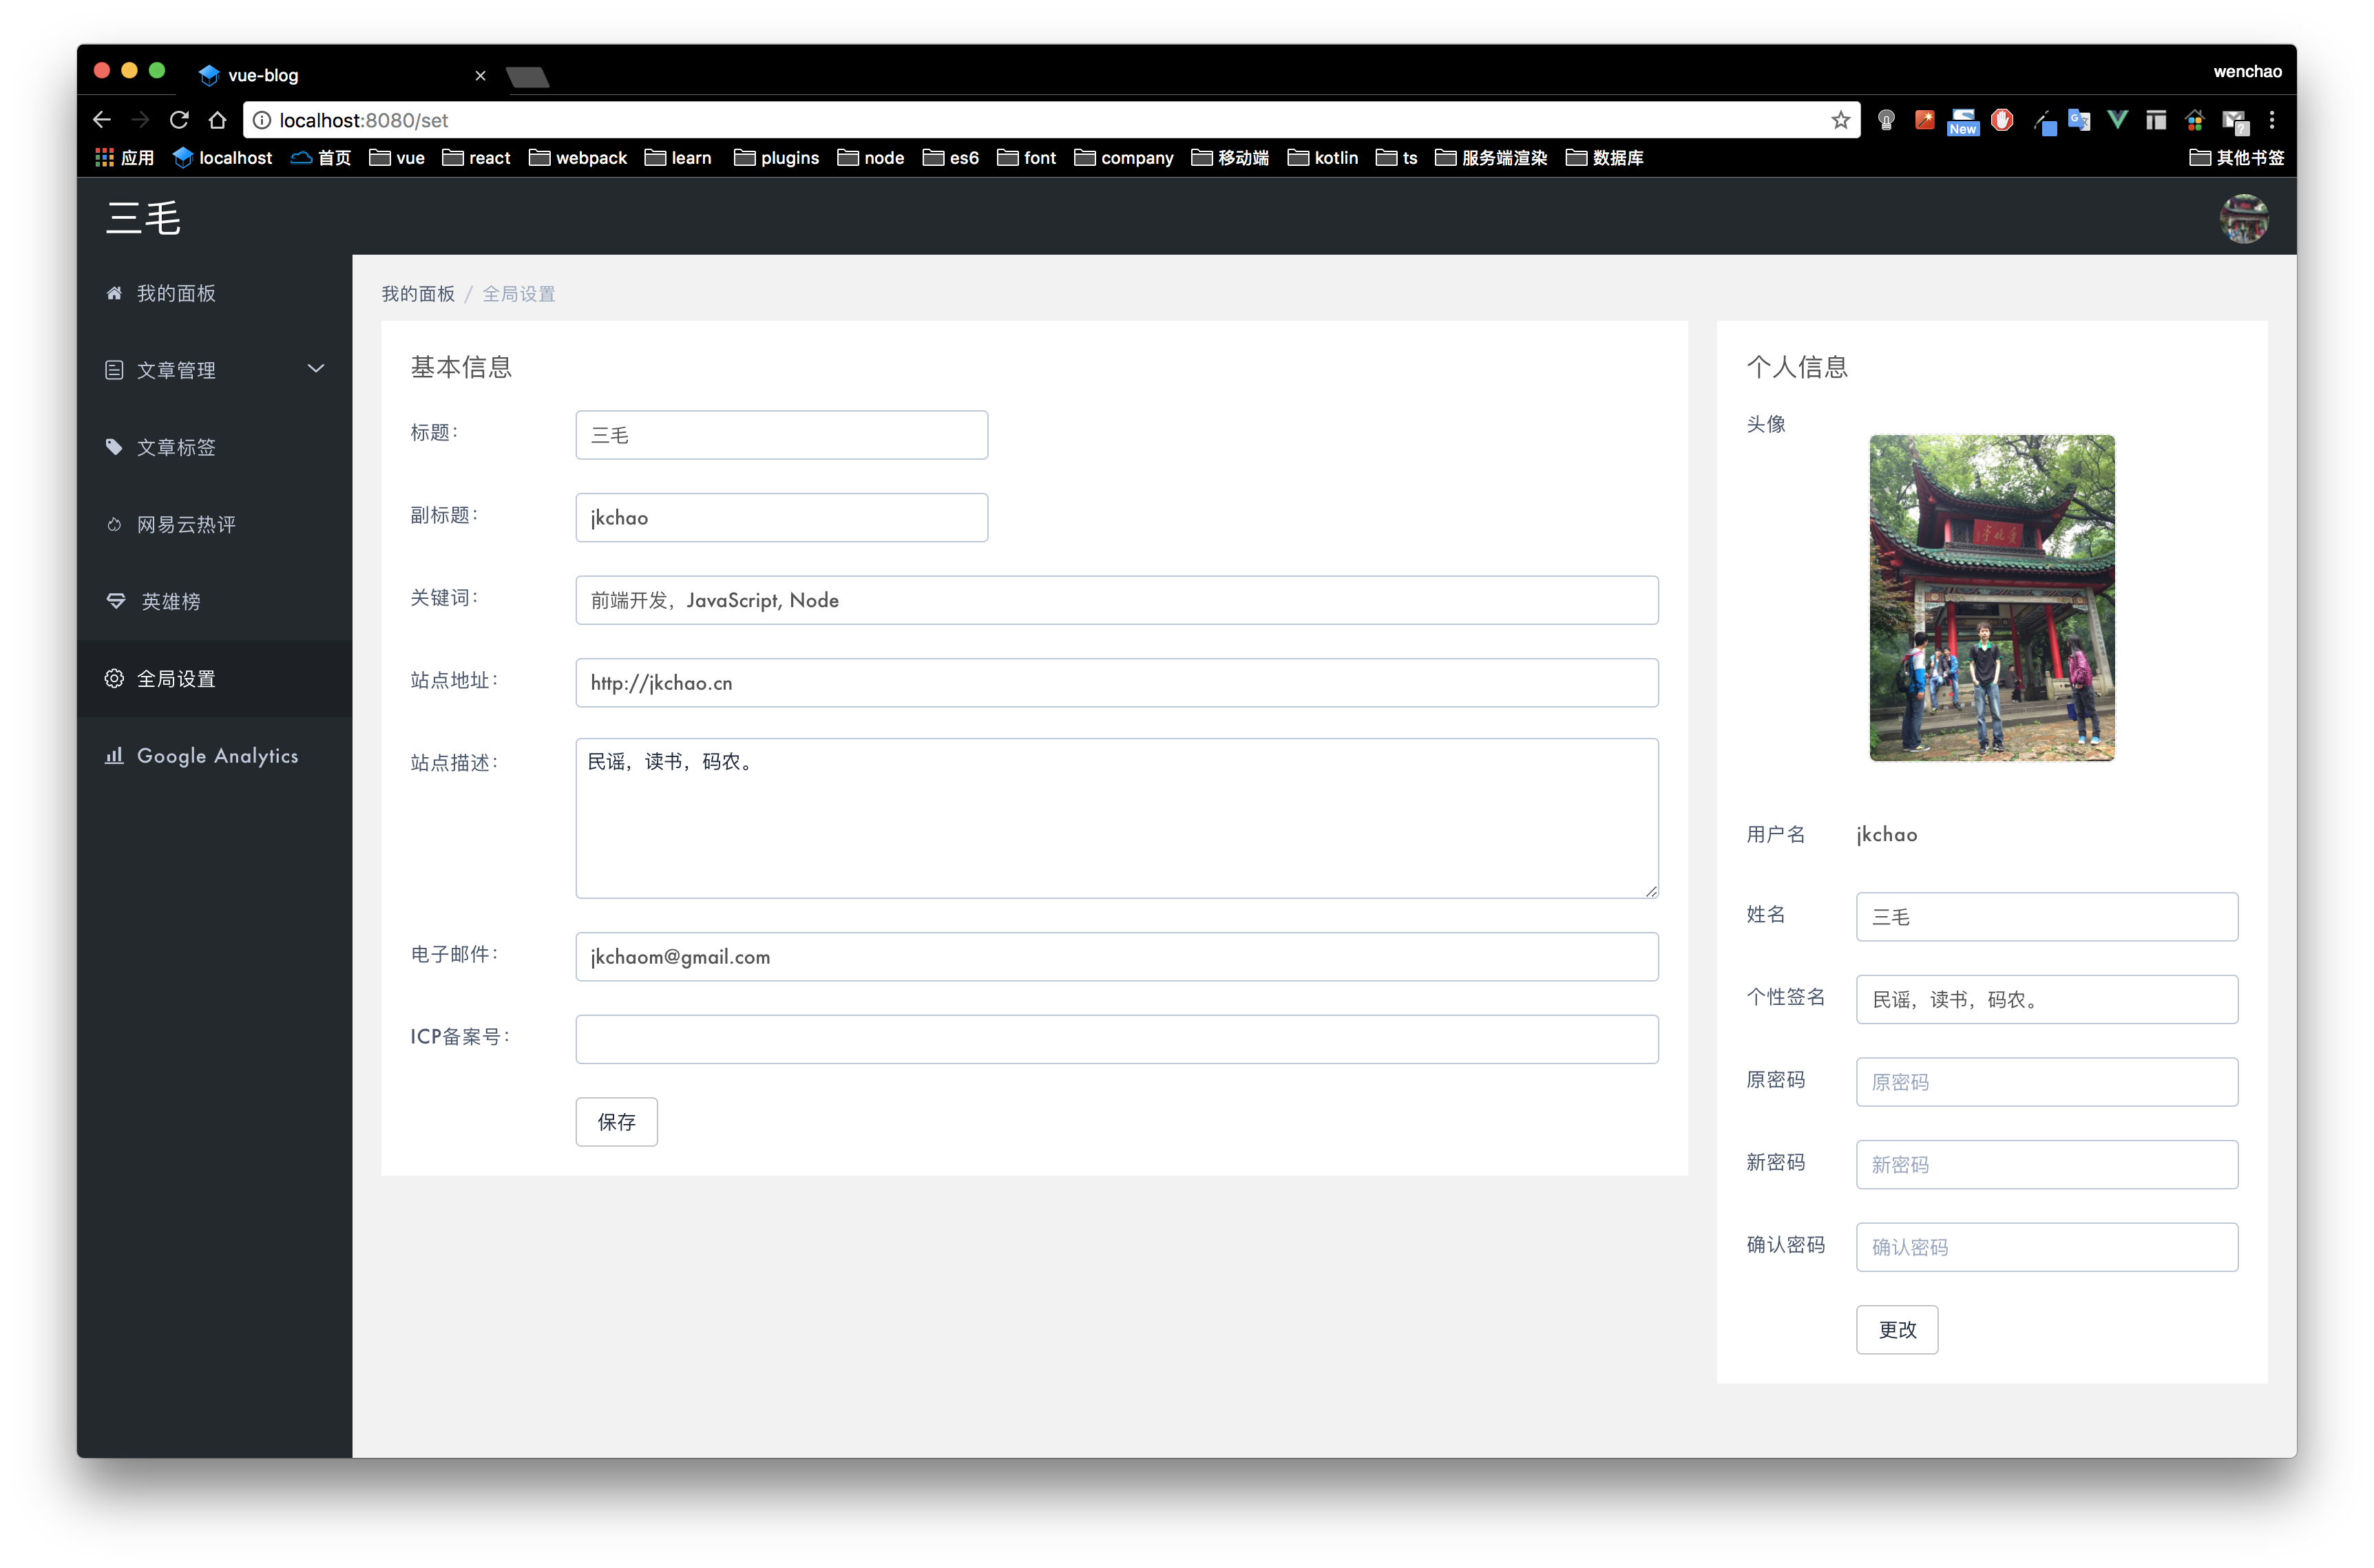 vue-blog
wenchao
localhost:8080/set
New
应用 localhost 首页 vue react webpack learn plugins node es6 font company 移动端 kotlin ts 服务端渲染 数据库 其他书签
三毛
我的面板
文章管理
文章标签
网易云热评
英雄榜
全局设置
Google Analytics
我的面板 / 全局设置
基本信息
标题：
三毛
副标题：
jkchao
关键词：
前端开发，JavaScript, Node
站点地址：
http://jkchao.cn
站点描述：
民谣，读书，码农。
电子邮件：
jkchaom@gmail.com
ICP备案号：
保存
个人信息
头像
用户名
jkchao
姓名
三毛
个性签名
民谣，读书，码农。
原密码
原密码
新密码
新密码
确认密码
确认密码
更改